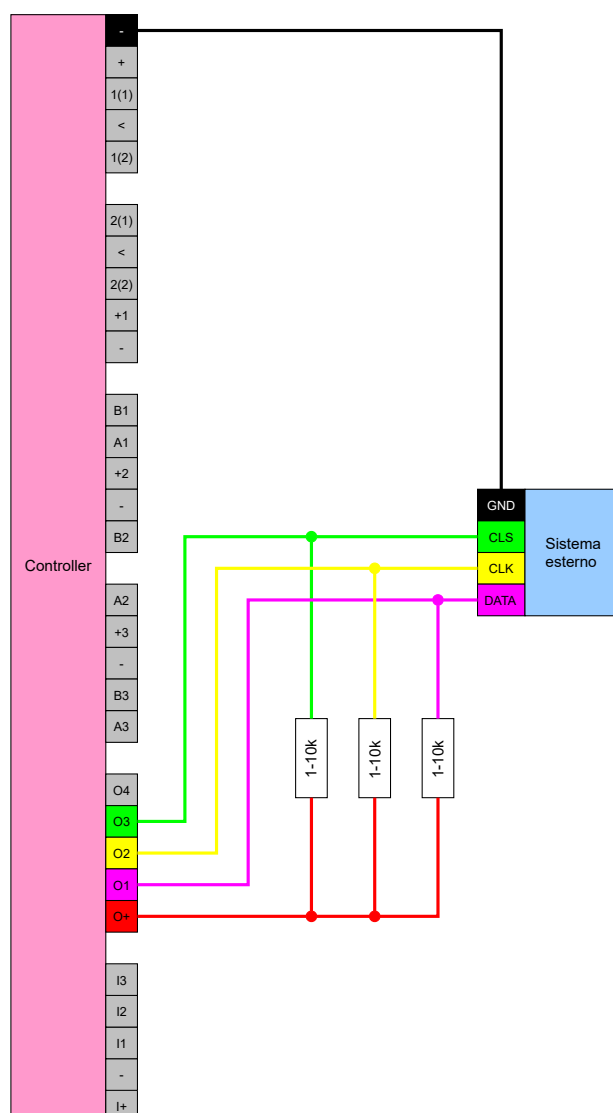 -
+
1(1)
<
1(2)
2(1)
<
2(2)
+1
-
B1
A1
+2
-
B2
Controller
A2
+3
-
B3
A3
O4
O3
O2
O1
O+
I3
I2
I1
-
I+
GND
CLS
CLK
DATA
Sistema
esterno
1-10k
1-10k
1-10k